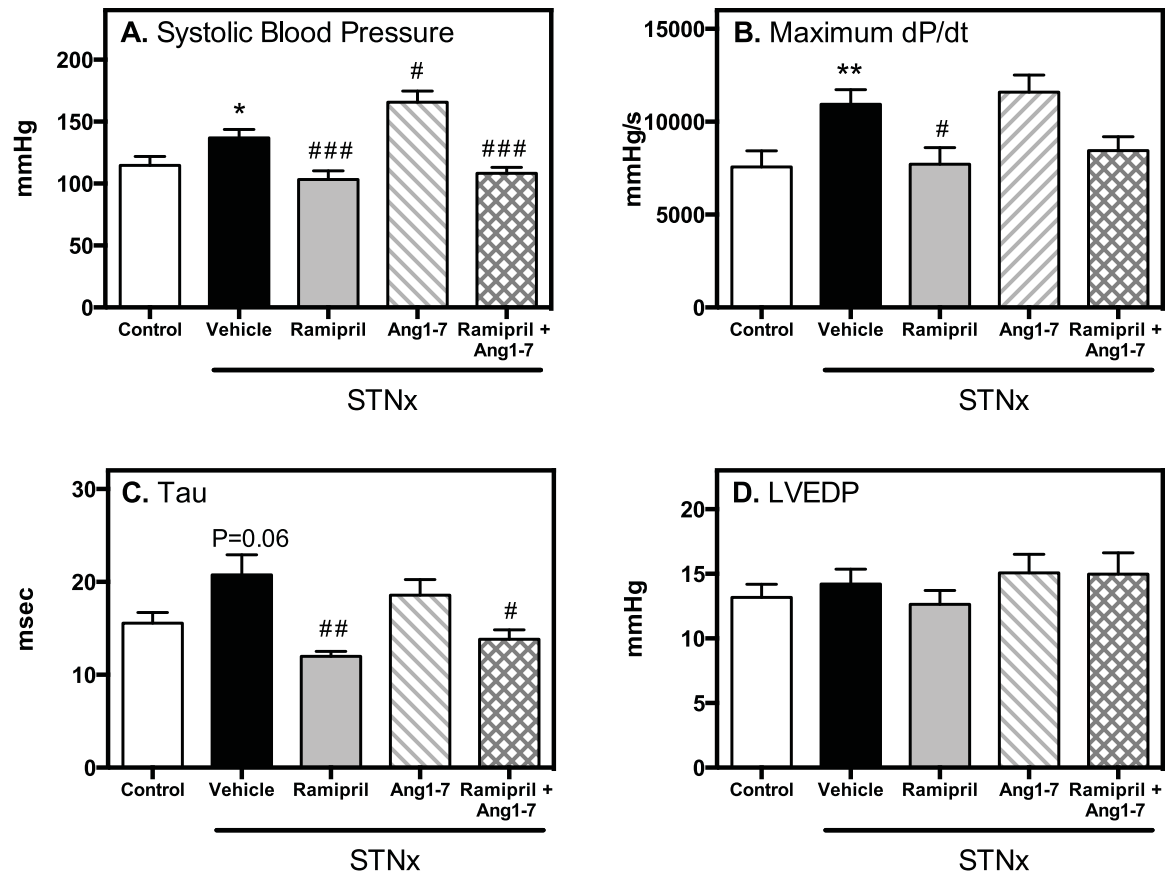 A. Systolic Blood Pressure
mmHg
200
150
100
50
0
*
###
#
###
Control Vehicle Ramipril Ang1-7 Ramipril +
Ang1-7
STNx
B. Maximum dP/dt
mmHg/s
15000
10000
5000
0
**
#
Control Vehicle Ramipril Ang1-7 Ramipril +
Ang1-7
STNx
C. Tau
msec
30
20
10
0
P=0.06
##
#
Control Vehicle Ramipril Ang1-7 Ramipril +
Ang1-7
STNx
D. LVEDP
mmHg
20
15
10
5
0
Control Vehicle Ramipril Ang1-7 Ramipril +
Ang1-7
STNx